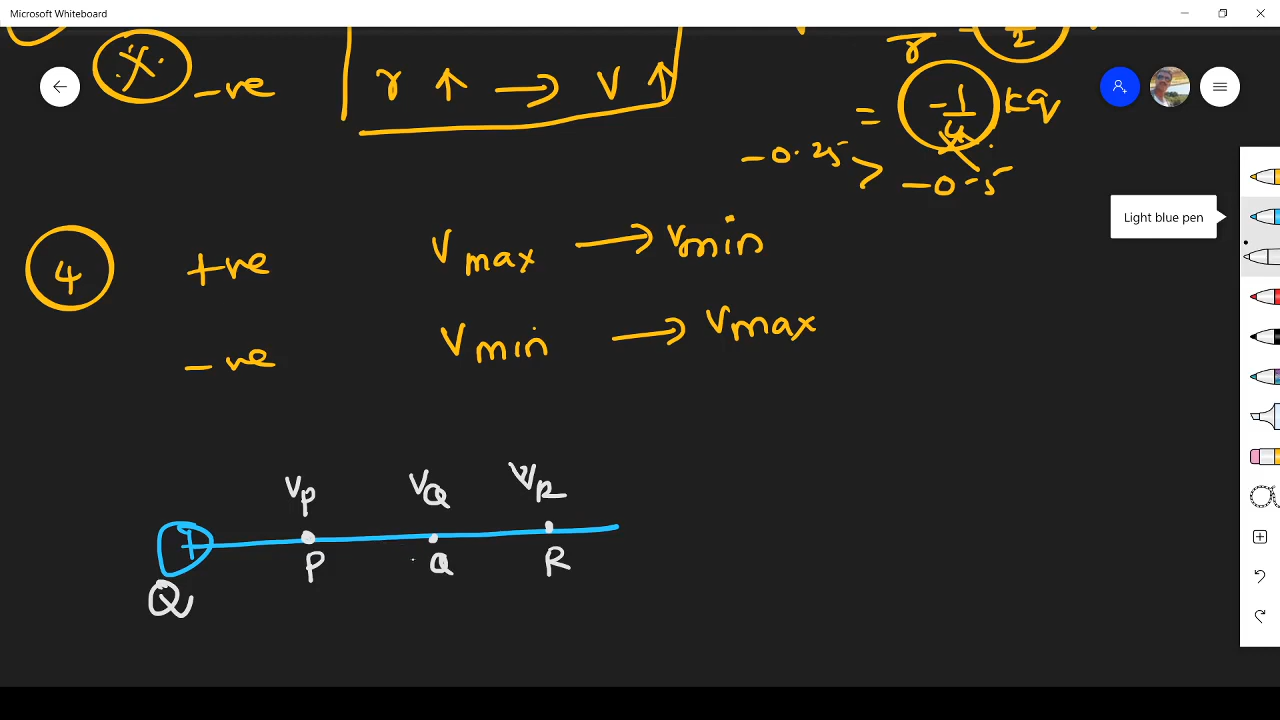 Microsoft Whiteboard
-ve
r ↑ → V ↑
r
2
= -1/4 kq
-0.25 > -0.5
Light blue pen
4 +ve Vmax → Vmin
-ve Vmin → Vmax
VP VQ VR
+
P Q R
Q